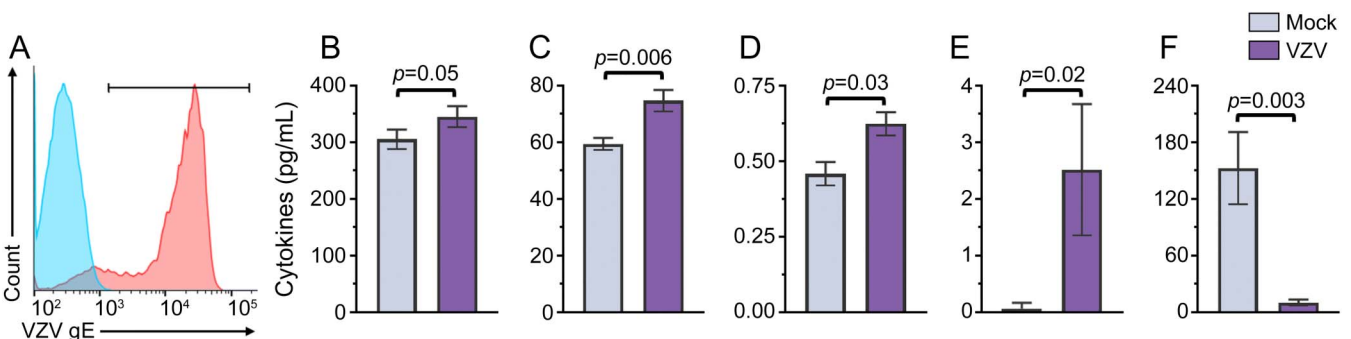 A
Count
10² 10³ 10⁴ 10⁵
VZV gE
B
Cytokines (pg/mL)
p=0.05
400
300
200
100
0
C
p=0.006
80
60
40
20
0
D
p=0.03
0.75
0.50
0.25
0.00
E
p=0.02
4
3
2
1
0
F
Mock
VZV
p=0.003
240
180
120
60
0